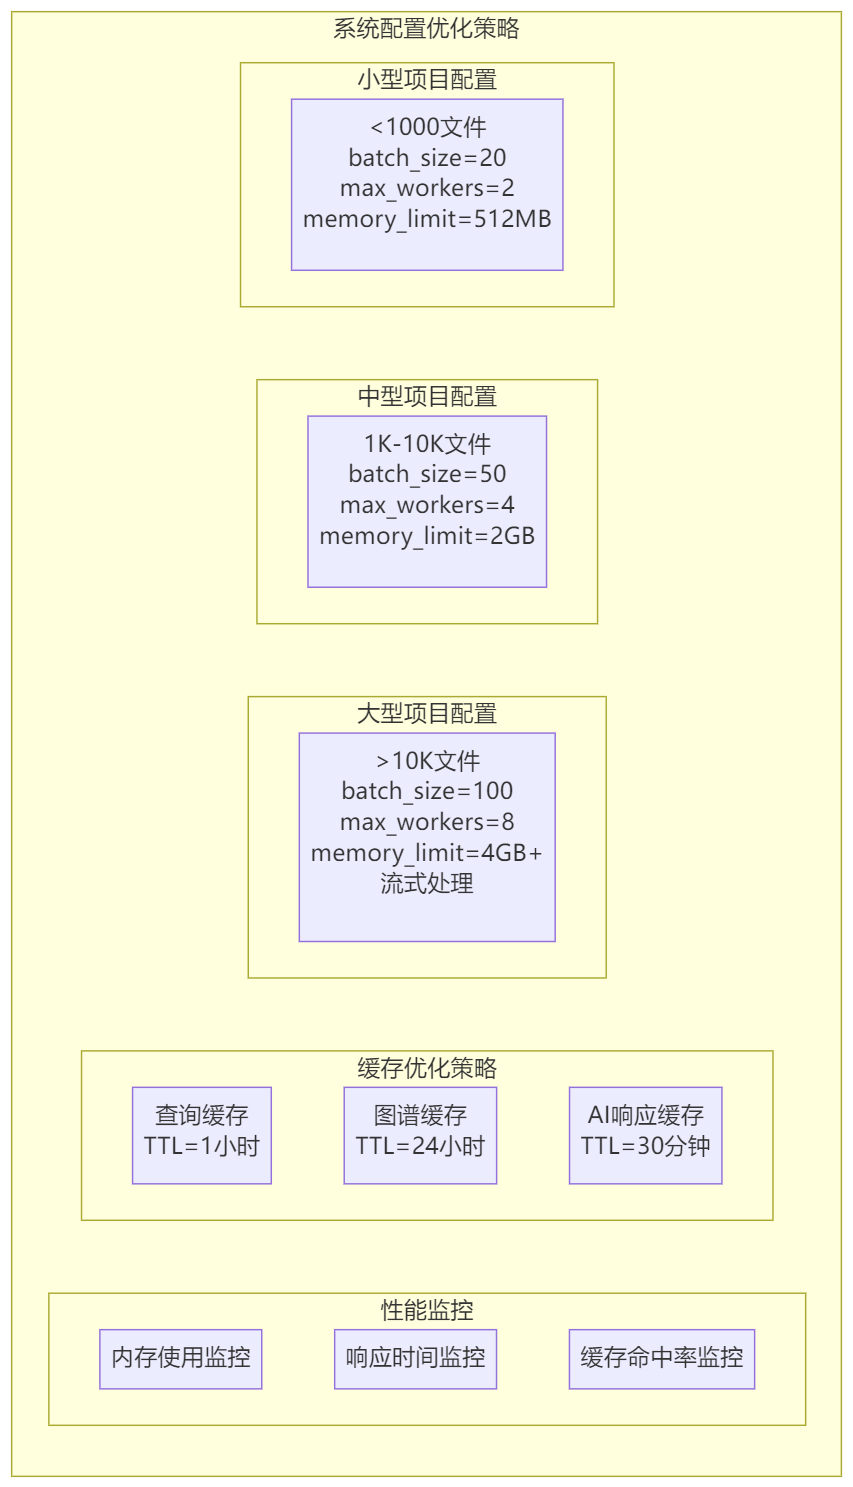 系统配置优化策略
小型项目配置
<1000文件
batch_size=20
max_workers=2
memory_limit=512MB
中型项目配置
1K-10K文件
batch_size=50
max_workers=4
memory_limit=2GB
大型项目配置
>10K文件
batch_size=100
max_workers=8
memory_limit=4GB+
流式处理
缓存优化策略
查询缓存
TTL=1小时
图谱缓存
TTL=24小时
AI响应缓存
TTL=30分钟
性能监控
内存使用监控
响应时间监控
缓存命中率监控